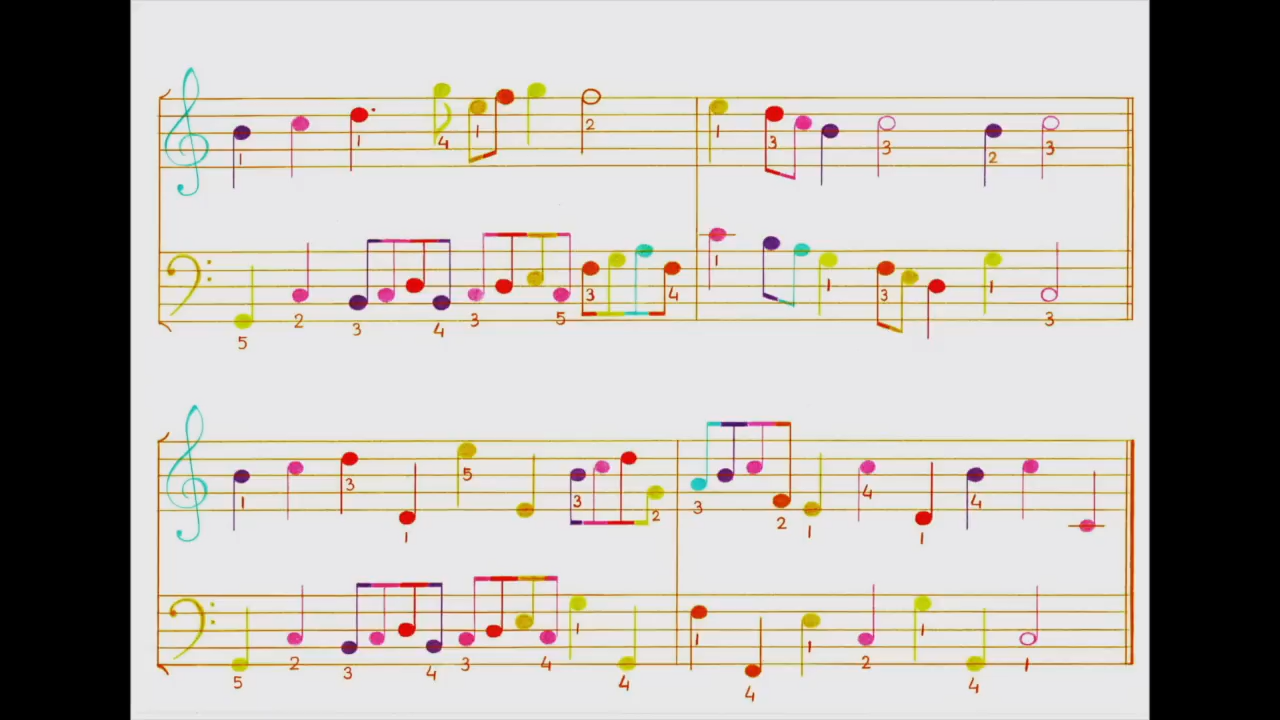 1 1 4 1 2 1 3 3 2 3
5 2 3 4 3 5 3 4 1 1 3 1 3
1 3 1 5 3 2 3 2 1 4 1 4
5 2 3 4 3 4 1 4 1 4 1 2 1 4 1